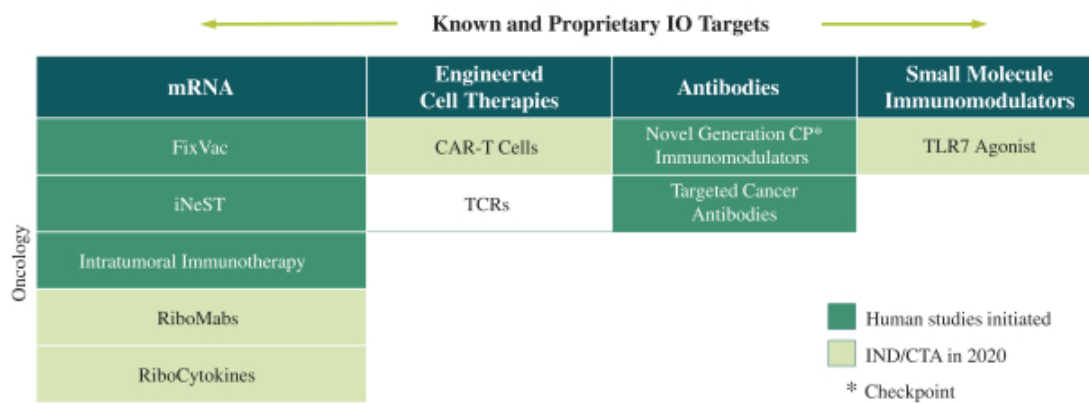 Known and Proprietary IO Targets
mRNA
Engineered
Cell Therapies
Antibodies
Small Molecule
Immunomodulators
FixVac
CAR-T Cells
Novel Generation CP*
Immunomodulators
TLR7 Agonist
iNeST
TCRs
Targeted Cancer
Antibodies
Oncology
Intratumoral Immunotherapy
RiboMabs
RiboCytokines
Human studies initiated
IND/CTA in 2020
* Checkpoint